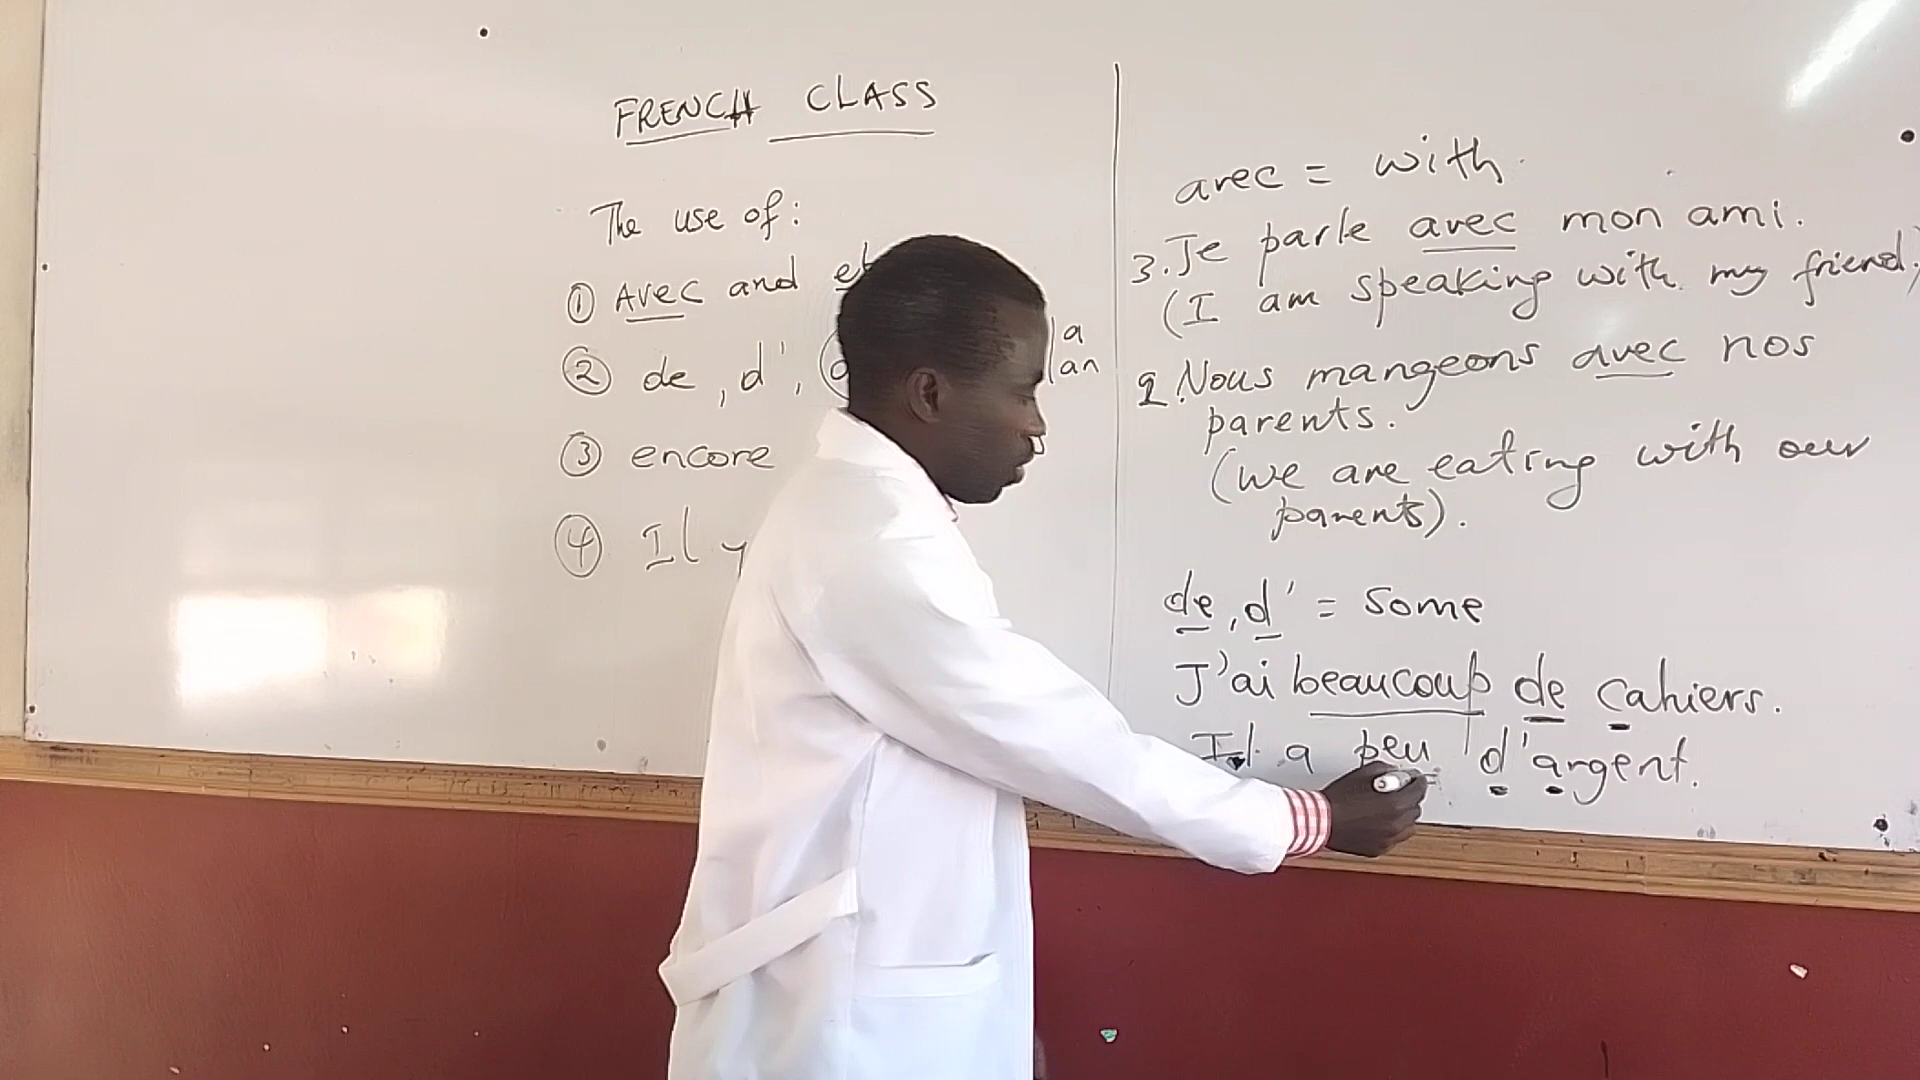 FRENCH CLASS
The use of:
① Avec and et
② de, d',
a
an
③ encore
④ Il y
avec = with.
3. Je parle avec mon ami.
(I am speaking with my friend.)
2. Nous mangeons avec nos
parents.
(we are eating with our
parents).
de, d' = some
J'ai beaucoup de cahiers.
Il a peu d'argent.